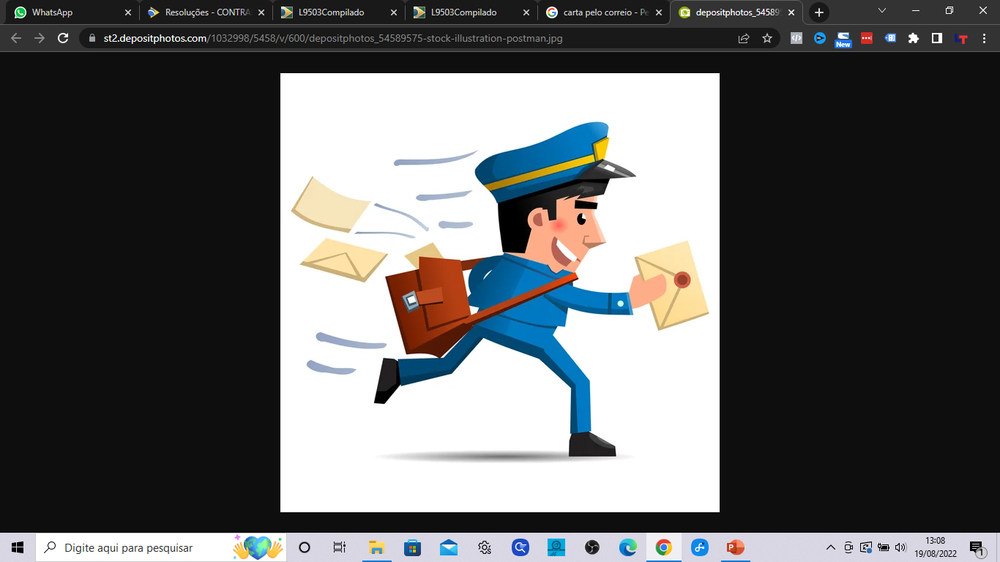 WhatsApp
Resoluções - CONTRA
L9503Compilado
L9503Compilado
carta pelo correio - Pe
depositphotos_54589
st2.depositphotos.com/1032998/5458/v/600/depositphotos_54589575-stock-illustration-postman.jpg
New
Digite aqui para pesquisar
13:08
19/08/2022
1